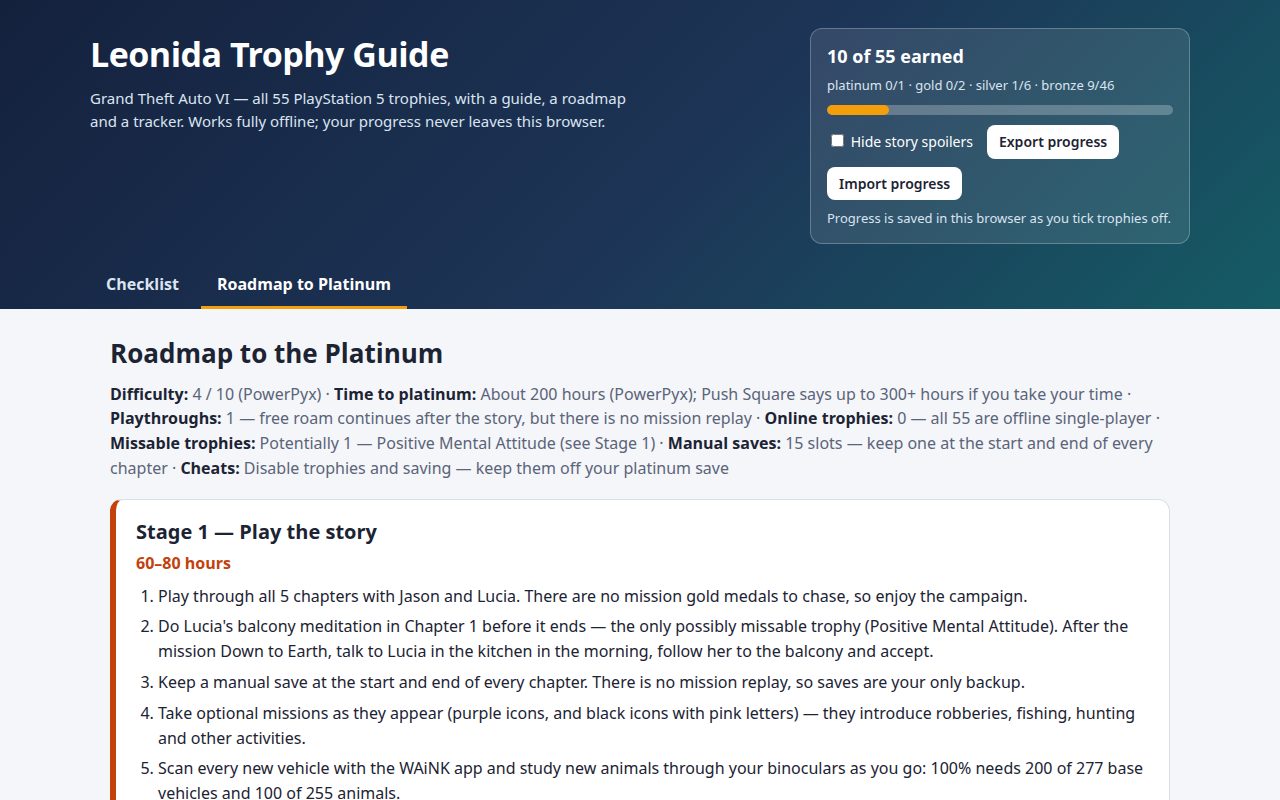 Leonida Trophy Guide
Grand Theft Auto VI — all 55 PlayStation 5 trophies, with a guide, a roadmap
and a tracker. Works fully offline; your progress never leaves this browser.
10 of 55 earned
platinum 0/1 · gold 0/2 · silver 1/6 · bronze 9/46
Hide story spoilers
Export progress
Import progress
Progress is saved in this browser as you tick trophies off.
Checklist
Roadmap to Platinum
Roadmap to the Platinum
Difficulty: 4 / 10 (PowerPyx) · Time to platinum: About 200 hours (PowerPyx); Push Square says up to 300+ hours if you take your time ·
Playthroughs: 1 — free roam continues after the story, but there is no mission replay · Online trophies: 0 — all 55 are offline single-player ·
Missable trophies: Potentially 1 — Positive Mental Attitude (see Stage 1) · Manual saves: 15 slots — keep one at the start and end of every
chapter · Cheats: Disable trophies and saving — keep them off your platinum save
Stage 1 — Play the story
60–80 hours
1. Play through all 5 chapters with Jason and Lucia. There are no mission gold medals to chase, so enjoy the campaign.
2. Do Lucia's balcony meditation in Chapter 1 before it ends — the only possibly missable trophy (Positive Mental Attitude). After the
mission Down to Earth, talk to Lucia in the kitchen in the morning, follow her to the balcony and accept.
3. Keep a manual save at the start and end of every chapter. There is no mission replay, so saves are your only backup.
4. Take optional missions as they appear (purple icons, and black icons with pink letters) — they introduce robberies, fishing, hunting
and other activities.
5. Scan every new vehicle with the WAiNK app and study new animals through your binoculars as you go: 100% needs 200 of 277 base
vehicles and 100 of 255 animals.